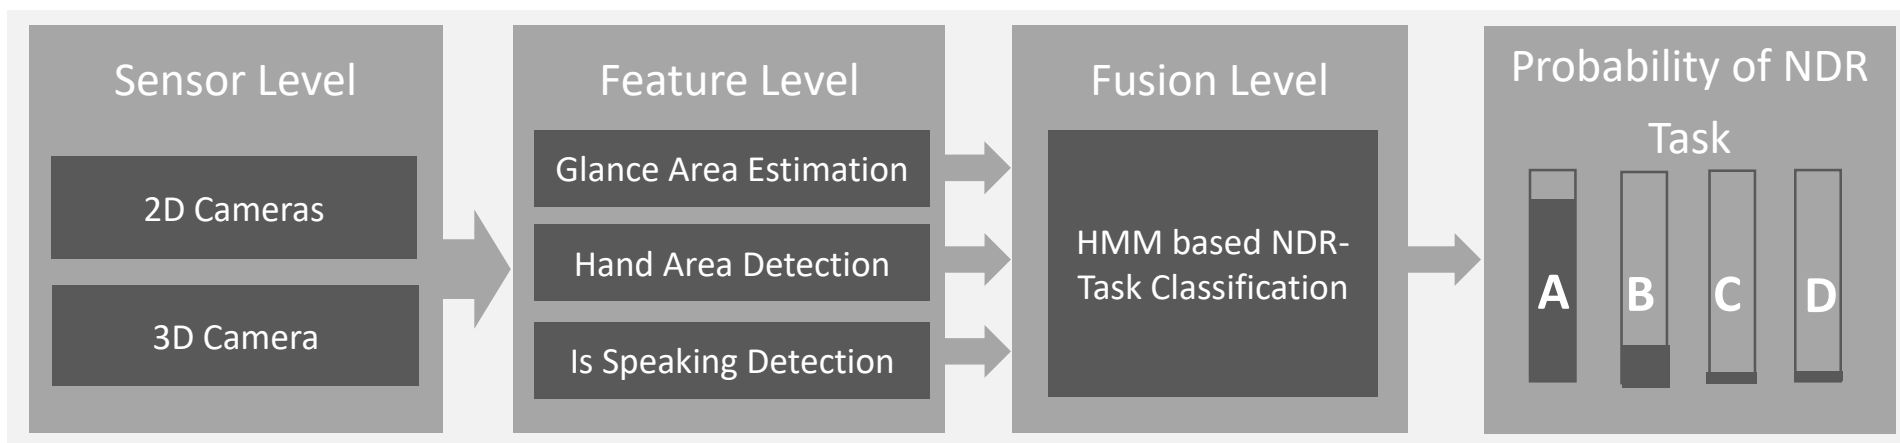 Sensor Level
2D Cameras
3D Camera
Feature Level
Glance Area Estimation
Hand Area Detection
Is Speaking Detection
Fusion Level
HMM based NDR-
Task Classification
Probability of NDR
Task
A B C D